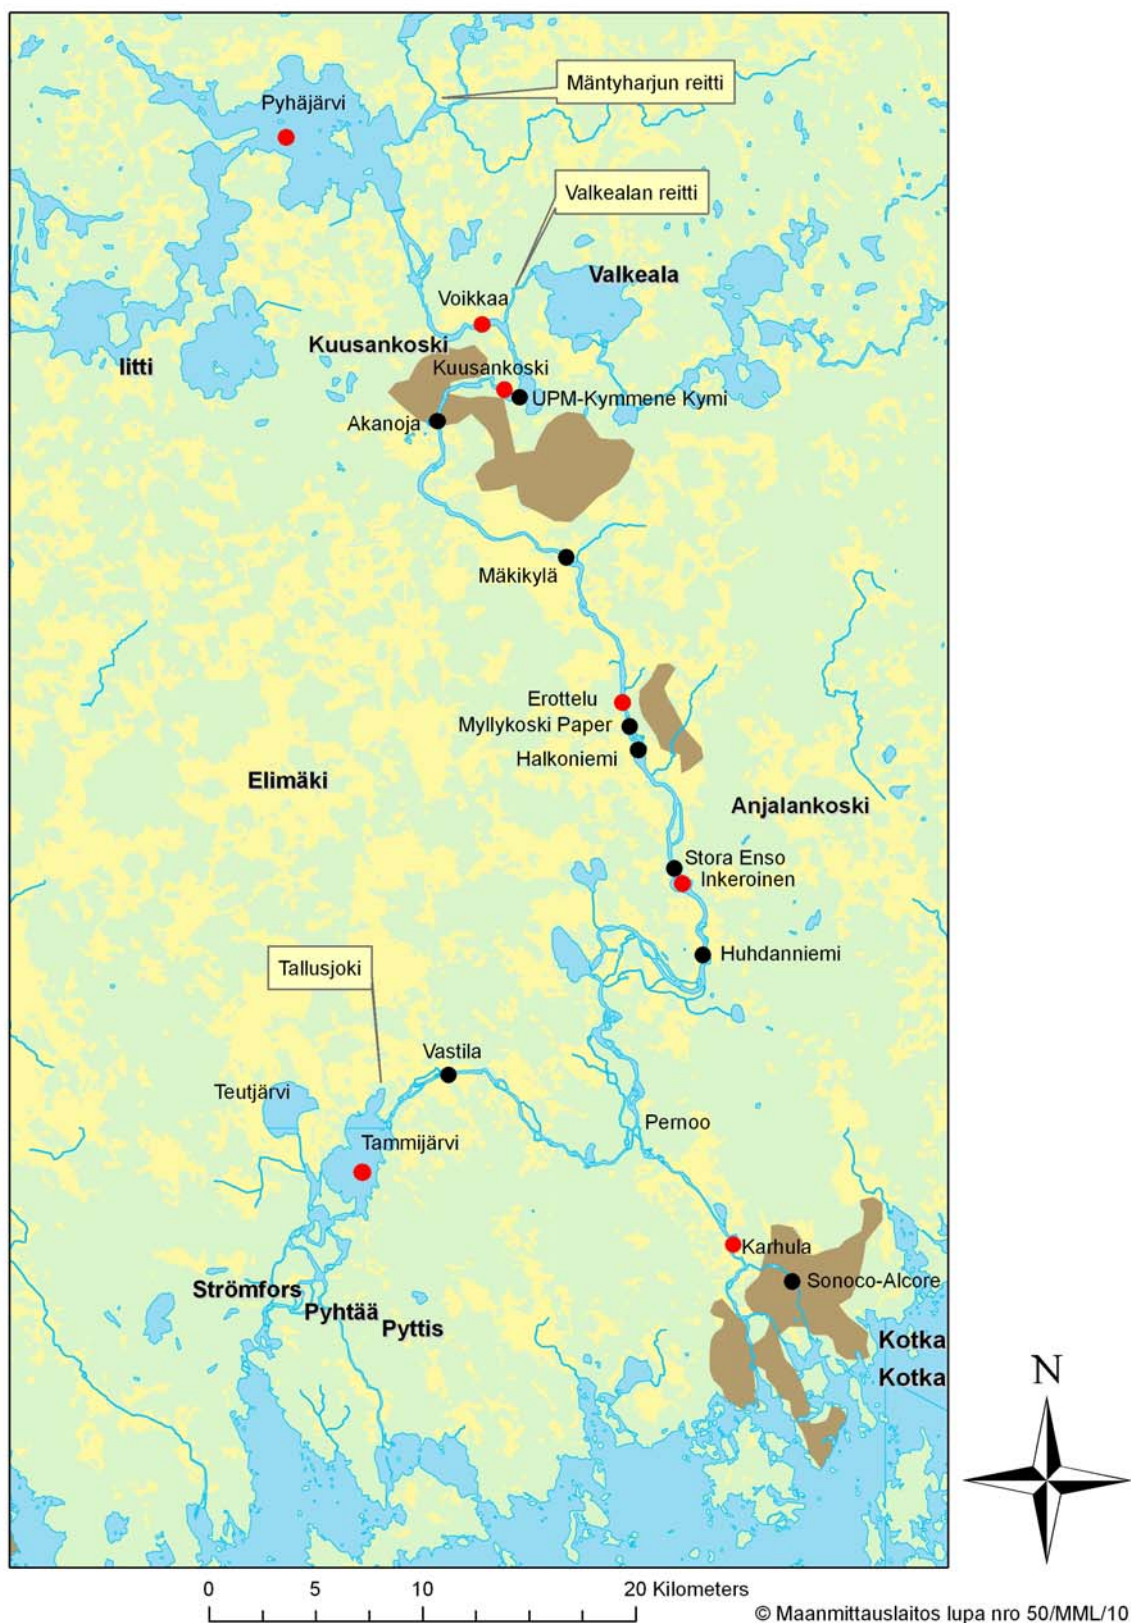 Mäntyharjun reitti
Pyhäjärvi
Valkealan reitti
Valkeala
Voikkaa
Kuusankoski
Iitti
Kuusankoski
UPM-Kymmene Kymi
Akanoja
Mäkikylä
Erottelu
Myllykoski Paper
Halkoniemi
Elimäki
Anjalankoski
Stora Enso
Inkeroinen
Huhdanniemi
Tallusjoki
Vastila
Teutjärvi
Pernoo
Tammijärvi
Karhula
Sonoco-Alcore
Strömfors
Pyhtää
Pyttis
Kotka
Kotka
N
0 5 10 20 Kilometers
© Maanmittauslaitos lupa nro 50/MML/10